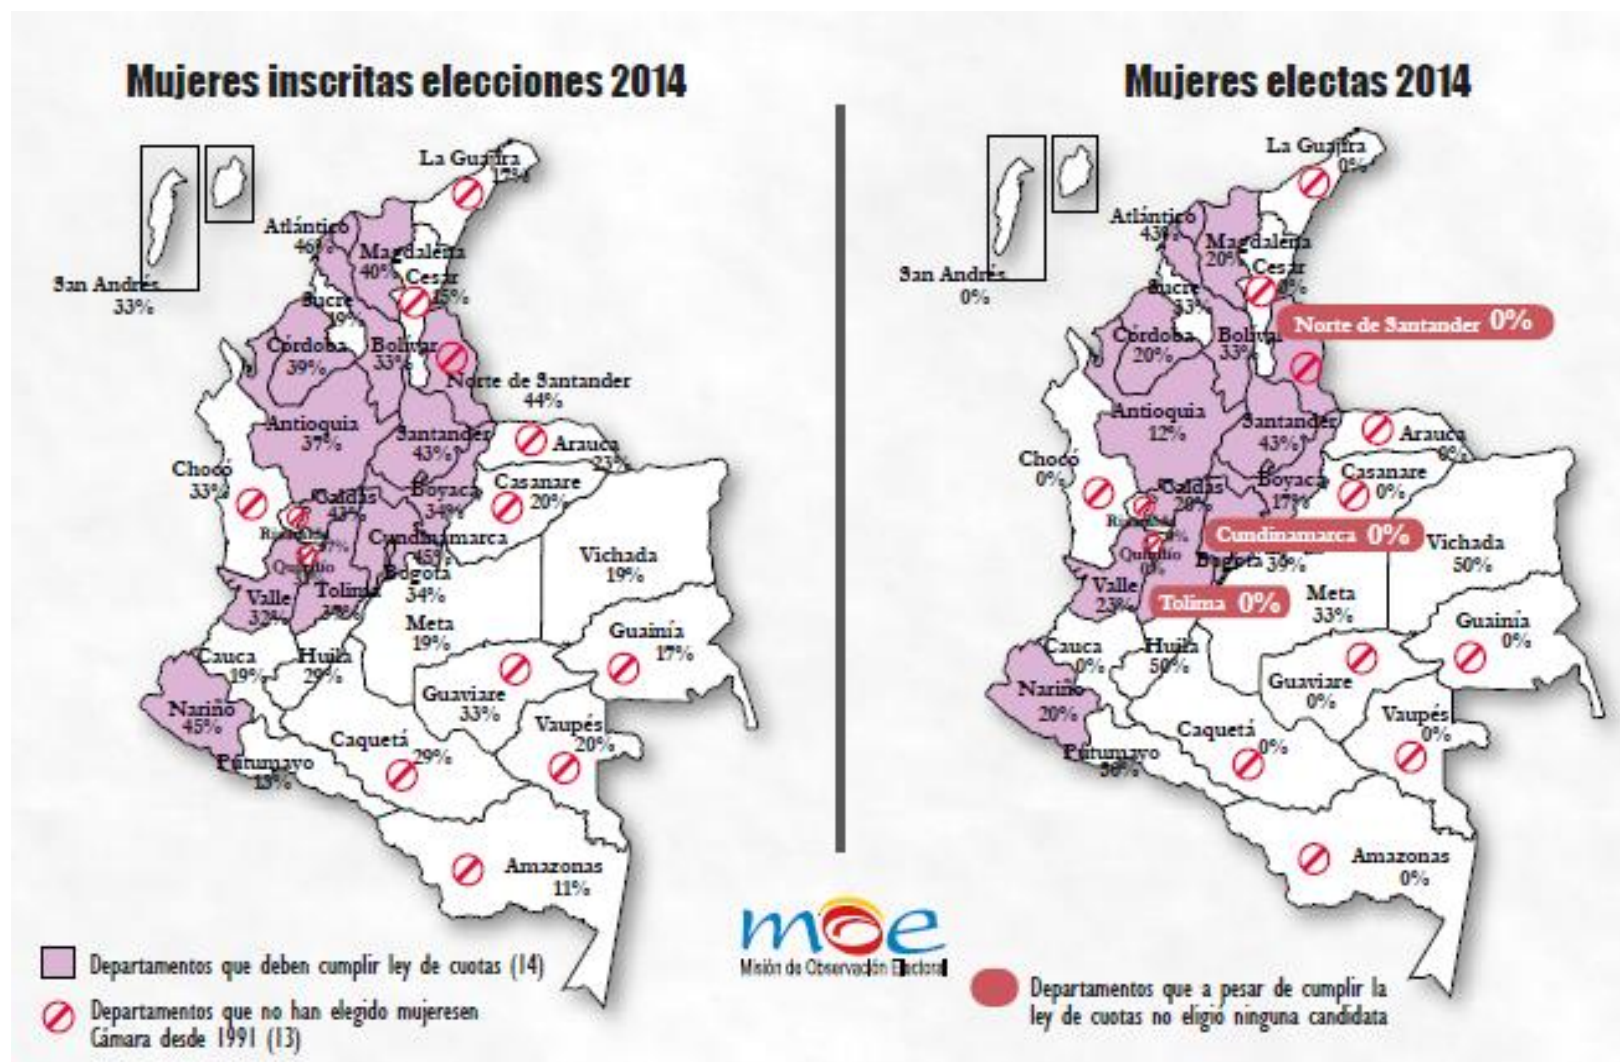 Mujeres inscritas elecciones 2014
La Guajira
17%
Atlántico
46%
Magdalena
40%
Cesar
15%
San Andrés
33%
Sucre
19%
Córdoba
39%
Bolívar
33%
Norte de Santander
44%
Antioquia
37%
Santander
43%
Arauca
23%
Chocó
33%
Casanare
20%
Caldas
43%
Boyacá
34%
Cundinamarca
45%
Quindío
Bogotá
34%
Vichada
19%
Valle
32%
Tolima
Meta
19%
Guainía
17%
Cauca
19%
Huila
29%
Guaviare
33%
Nariño
45%
Vaupés
20%
Caquetá
29%
Putumayo
13%
Amazonas
11%
Departamentos que deben cumplir ley de cuotas (14)
Departamentos que no han elegido mujeresen
Cámara desde 1991 (13)
moe
Misión de Observación Electoral
Mujeres electas 2014
La Guajira
0%
Atlántico
43%
Magdalena
20%
Cesar
0%
San Andrés
0%
Sucre
33%
Norte de Santander 0%
Córdoba
20%
Bolívar
33%
Antioquia
12%
Santander
43%
Arauca
0%
Chocó
0%
Casanare
0%
Caldas
Boyacá
17%
Cundinamarca 0%
Quindío
0%
Bogotá
39%
Vichada
50%
Valle
23%
Tolima 0%
Meta
33%
Guainía
0%
Cauca
0%
Huila
50%
Guaviare
0%
Nariño
20%
Vaupés
0%
Caquetá
0%
Putumayo
Amazonas
0%
Departamentos que a pesar de cumplir la
ley de cuotas no eligió ninguna candidata